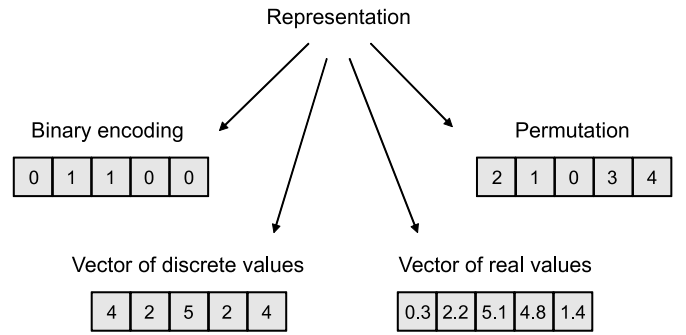 Representation
Binary encoding
0 1 1 0 0
Permutation
2 1 0 3 4
Vector of discrete values
4 2 5 2 4
Vector of real values
0.3 2.2 5.1 4.8 1.4